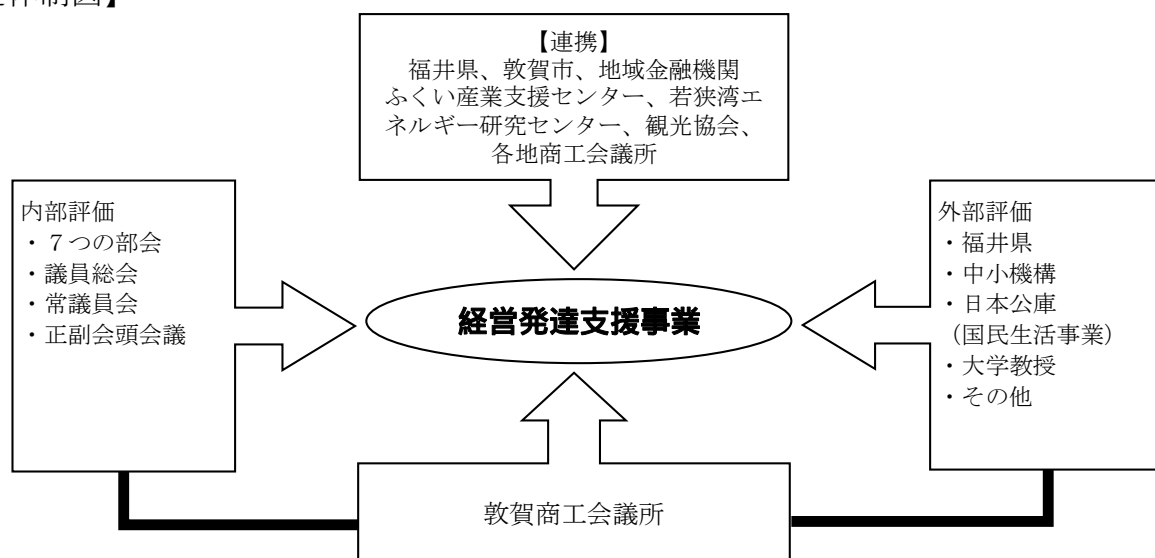 体制図】
【連携】
福井県、敦賀市、地域金融機関
ふくい産業支援センター、若狭湾エ
ネルギー研究センター、観光協会、
各地商工会議所
内部評価
・７つの部会
・議員総会
・常議員会
・正副会頭会議
経営発達支援事業
外部評価
・福井県
・中小機構
・日本公庫
（国民生活事業）
・大学教授
・その他
敦賀商工会議所